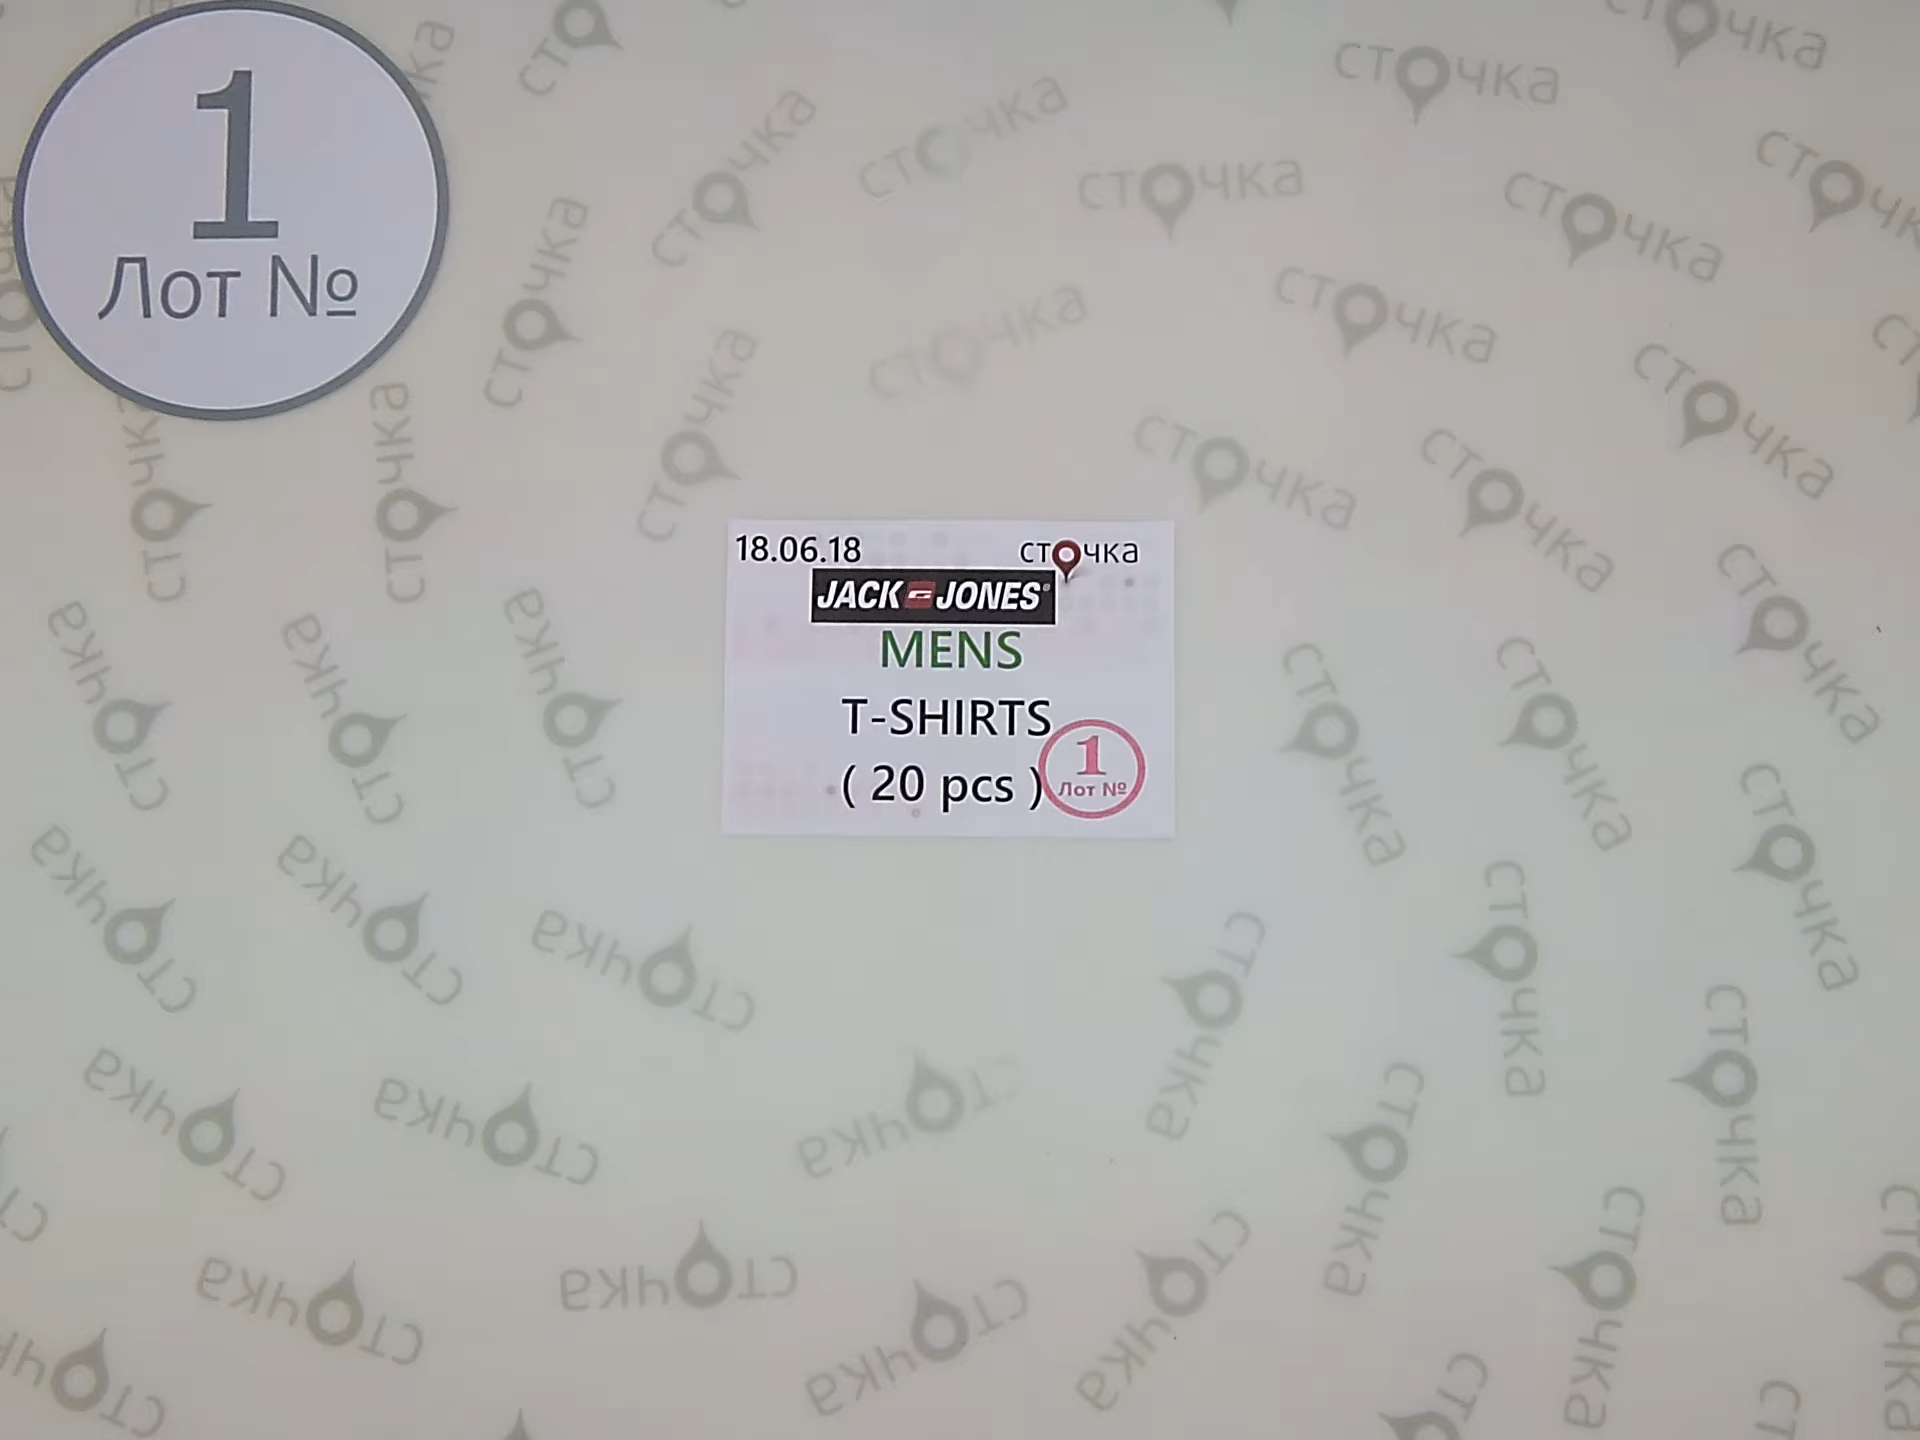 1
Лот №
18.06.18
сточка
JACK JONES®
MENS
T-SHIRTS
( 20 pcs )
1
Лот №